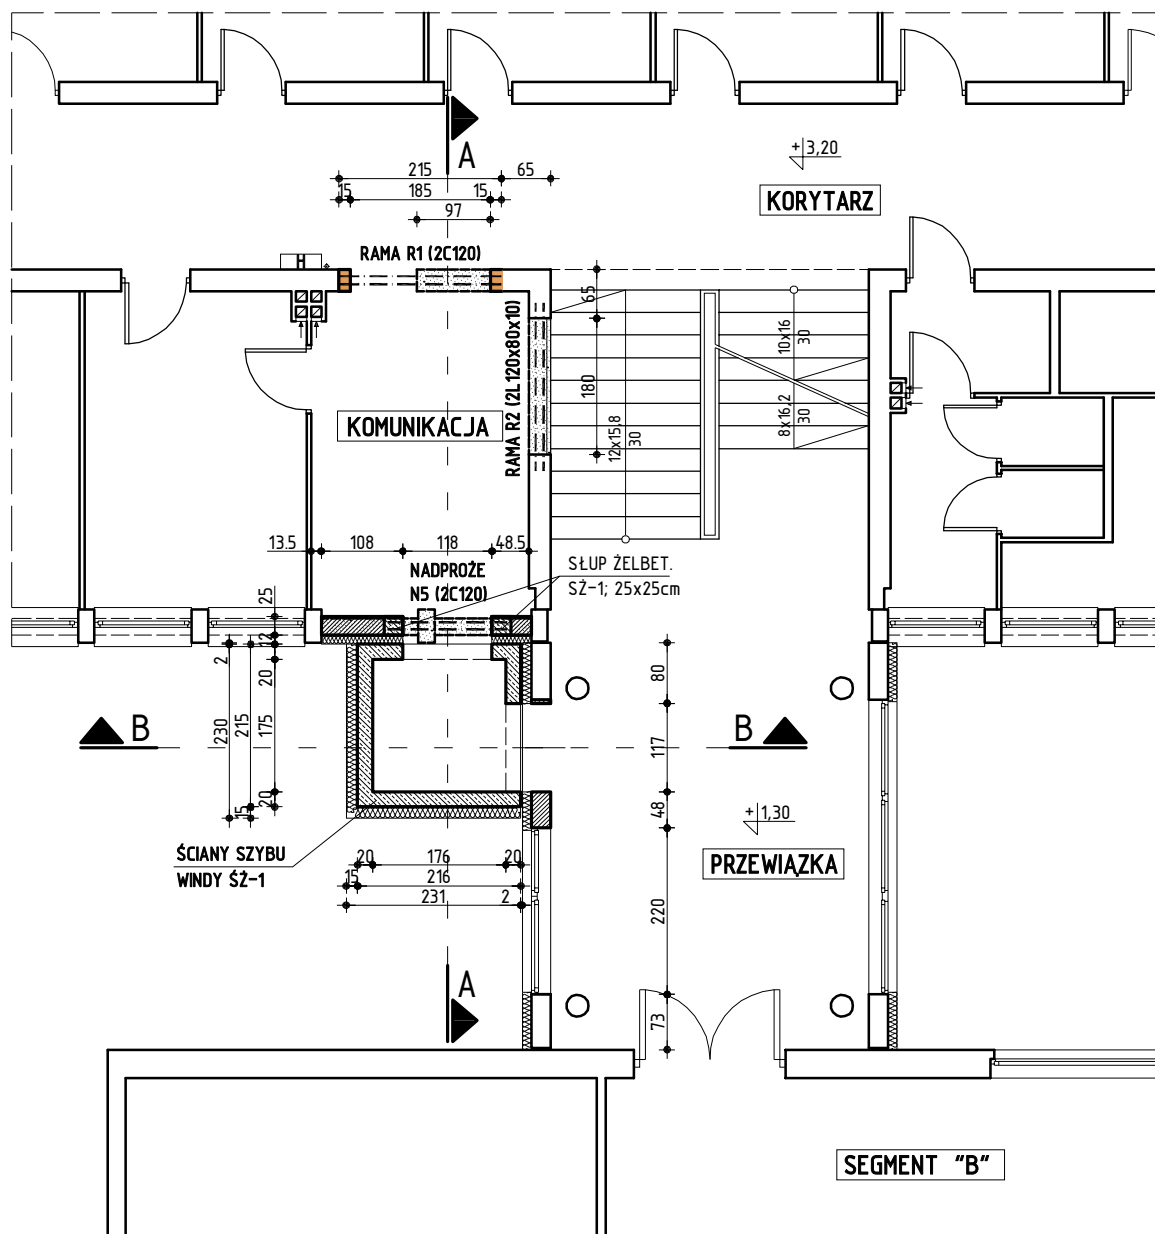 A
+3,20
215
65
15
185
15
97
KORYTARZ
RAMA R1 (2C120)
H
65
10x16
30
RAMA R2 (2L120x80x10)
180
KOMUNIKACJA
12x15,8
30
8x16,2
30
13.5
108
118
48.5
NADPROŻE
N5 (2C120)
SŁUP ŻELBET.
SŻ-1; 25x25cm
25
12
2
20
80
B
230
215
175
B
117
20
15
48
+1,30
ŚCIANY SZYBU
WINDY ŚŻ-1
20
176
20
15
216
231
2
PRZEWIĄZKA
220
A
73
SEGMENT "B"